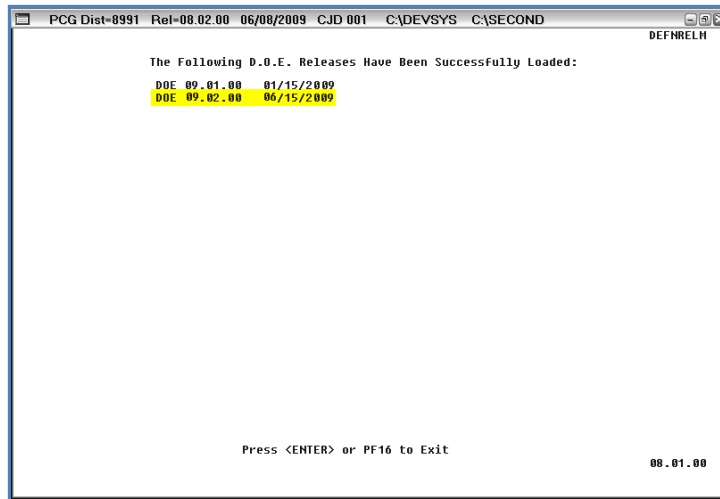 PCG Dist=8991 Rel=08.02.00 06/08/2009 CJD 001 C:\DEVSYS C:\SECOND
DEFNRELM
The Following D.O.E. Releases Have Been Successfully Loaded:
DOE 09.01.00 01/15/2009
DOE 09.02.00 06/15/2009
Press <ENTER> or PF16 to Exit
08.01.00